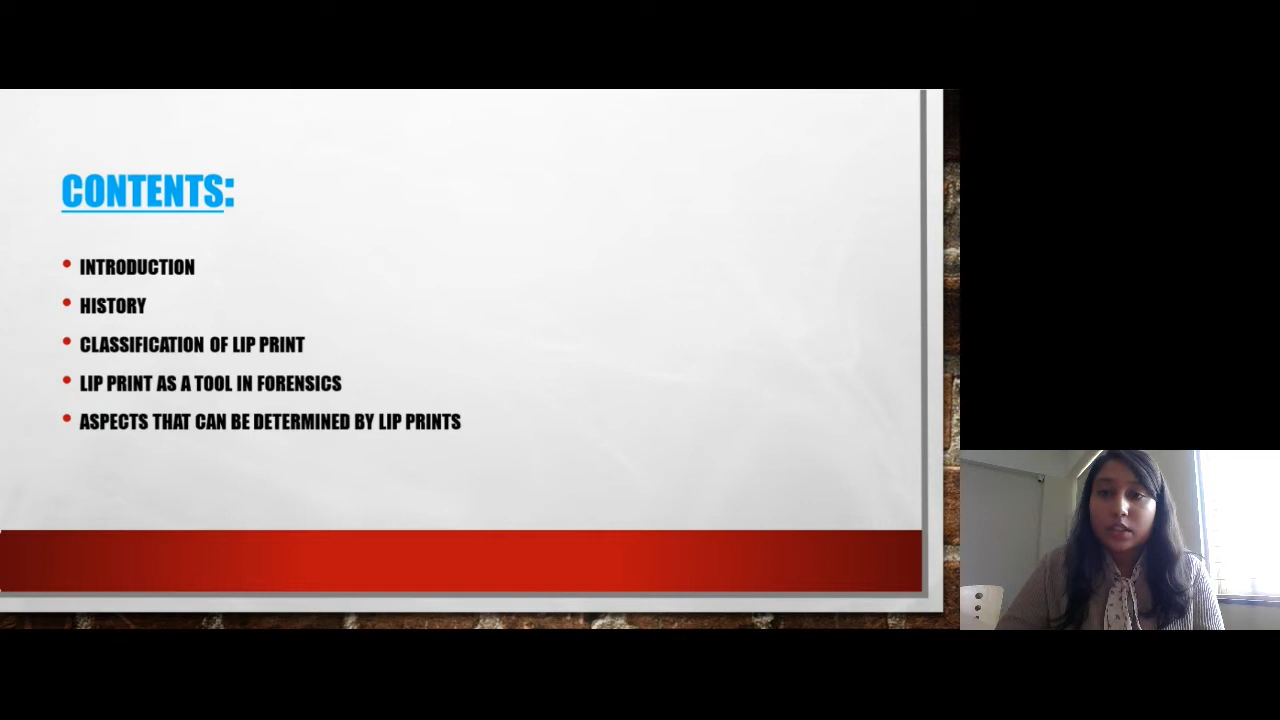 CONTENTS:
• INTRODUCTION
• HISTORY
• CLASSIFICATION OF LIP PRINT
• LIP PRINT AS A TOOL IN FORENSICS
• ASPECTS THAT CAN BE DETERMINED BY LIP PRINTS